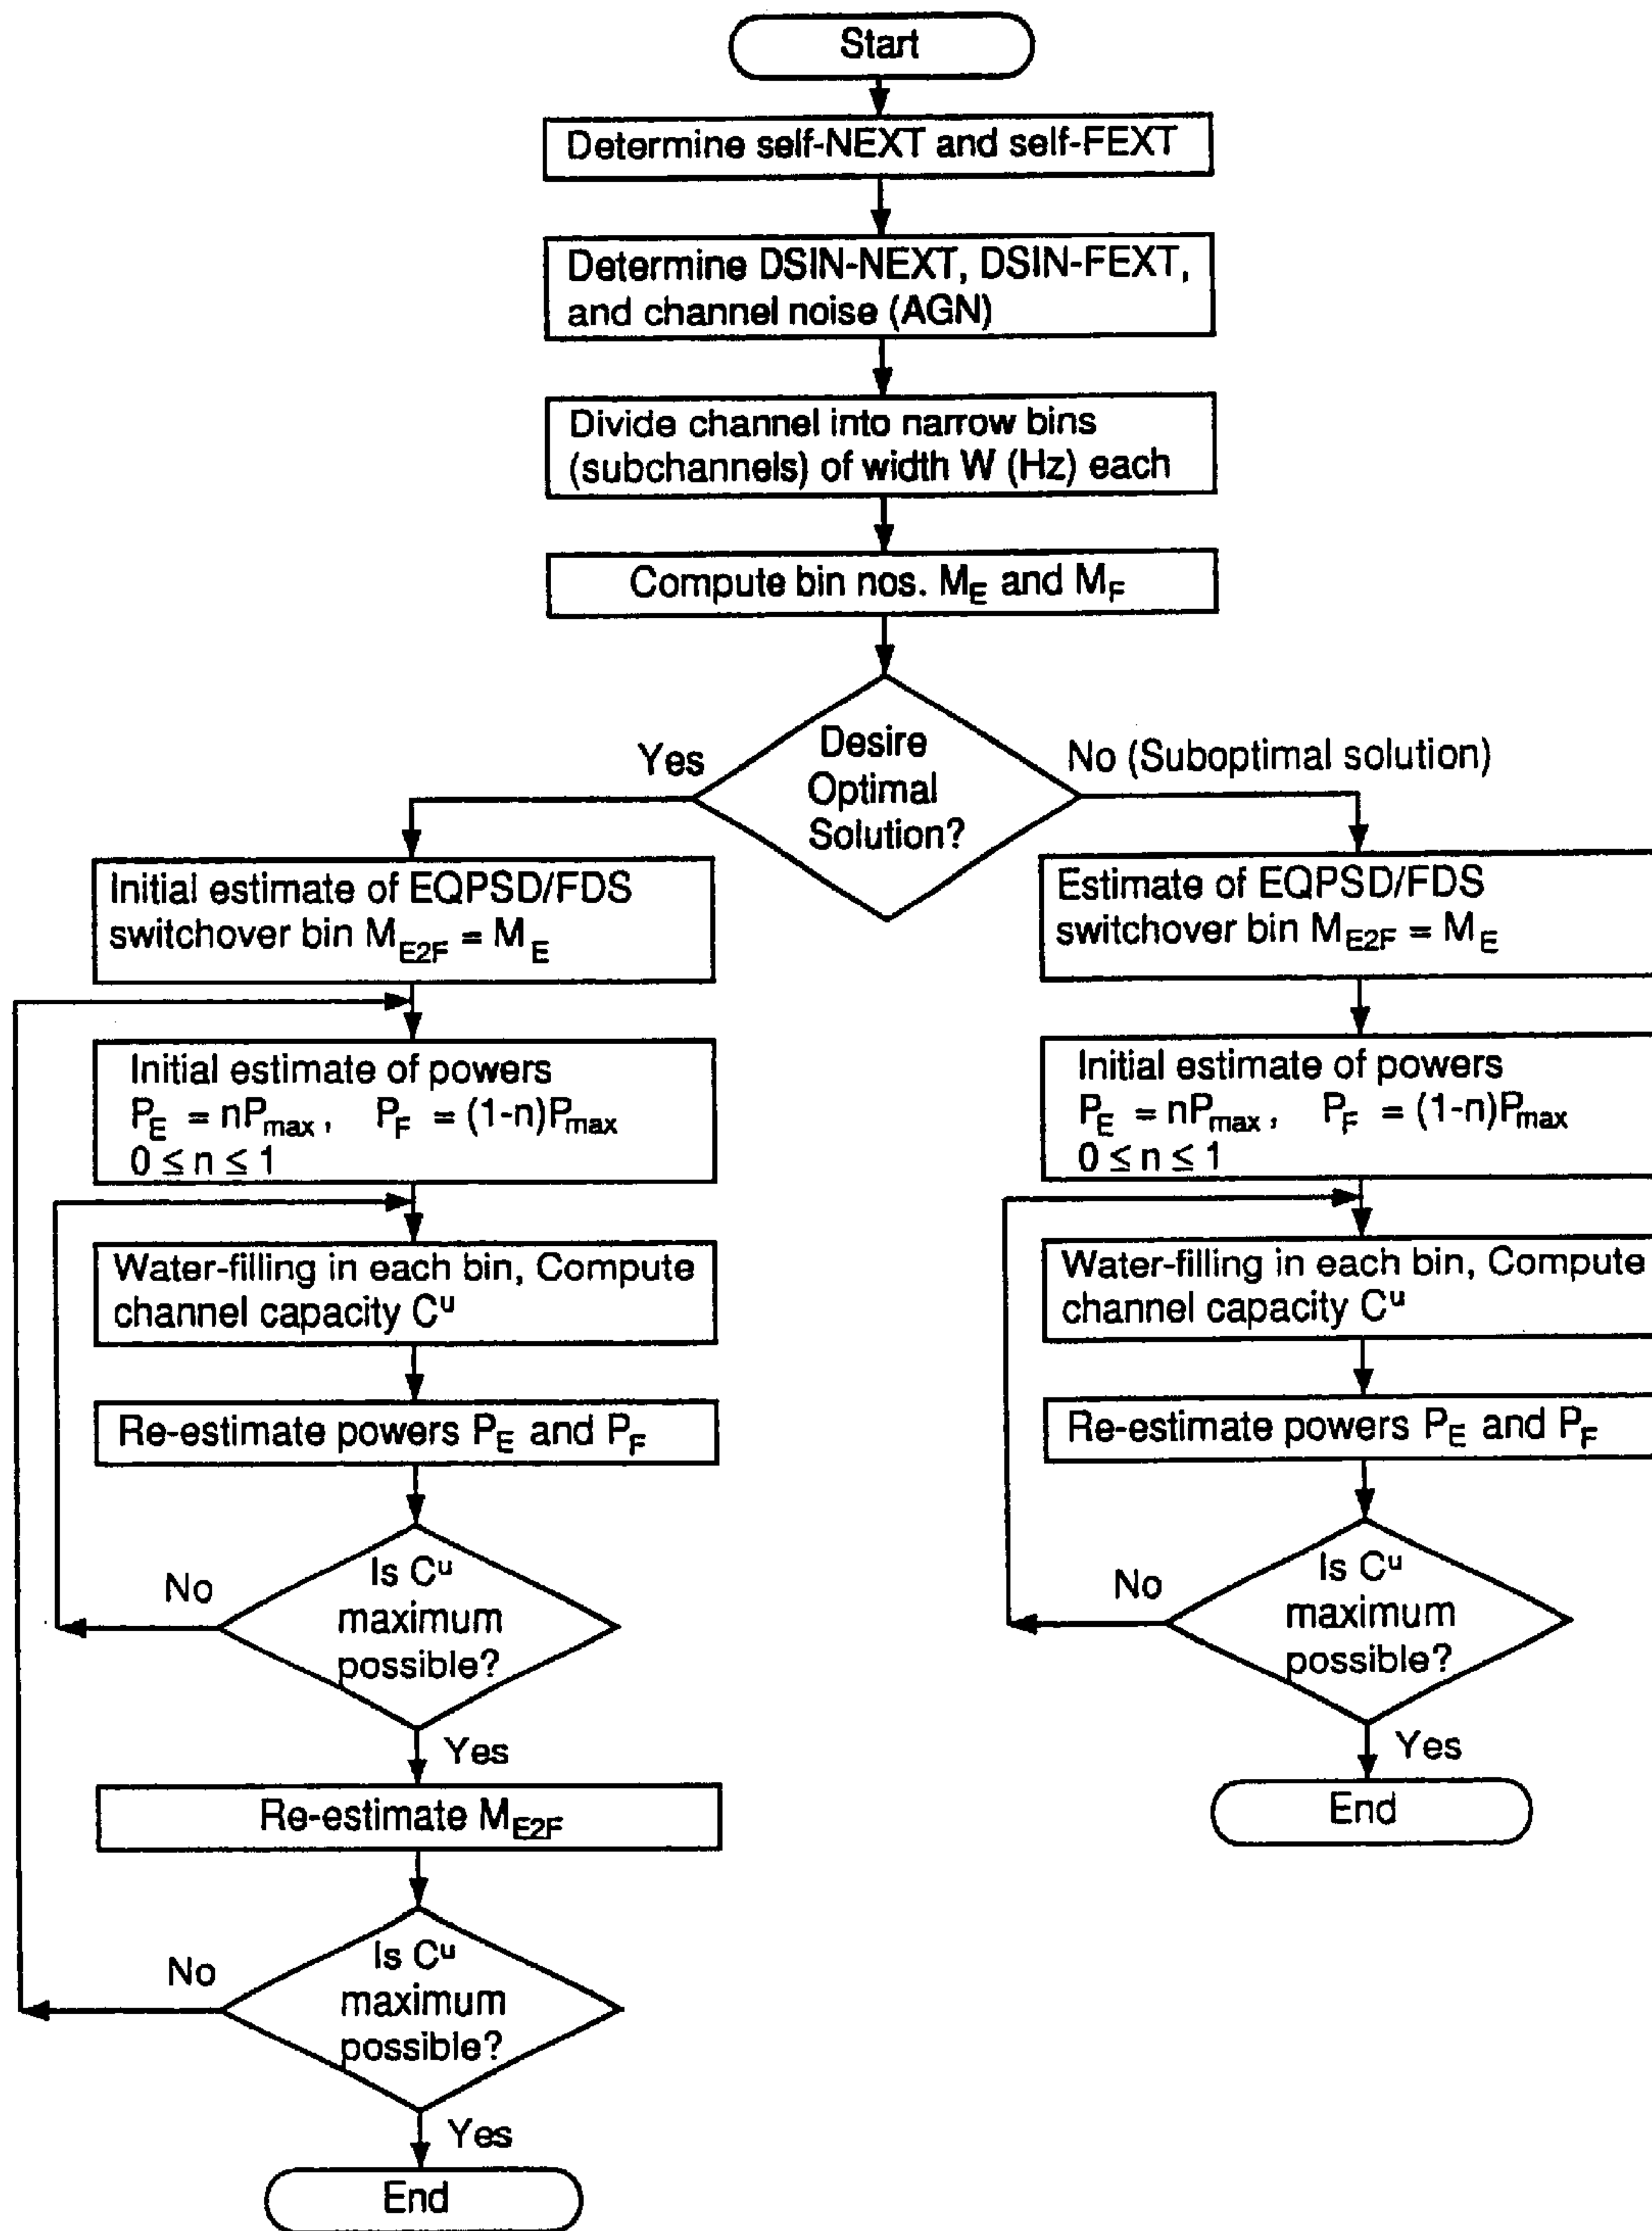 Start
Determine self-NEXT and self-FEXT
Determine DSIN-NEXT, DSIN-FEXT,
and channel noise (AGN)
Divide channel into narrow bins
(subchannels) of width W (Hz) each
Compute bin nos. M_E and M_F
Desire
Optimal
Solution?
Yes
No (Suboptimal solution)
Initial estimate of EQPSD/FDS
switchover bin M_E2F = M_E
Initial estimate of powers
P_E = nP_max, P_F = (1-n)P_max
0 ≤ n ≤ 1
Water-filling in each bin, Compute
channel capacity C^u
Re-estimate powers P_E and P_F
Is C^u
maximum
possible?
No
Yes
Re-estimate M_E2F
Is C^u
maximum
possible?
No
Yes
End
Estimate of EQPSD/FDS
switchover bin M_E2F = M_E
Initial estimate of powers
P_E = nP_max, P_F = (1-n)P_max
0 ≤ n ≤ 1
Water-filling in each bin, Compute
channel capacity C^u
Re-estimate powers P_E and P_F
Is C^u
maximum
possible?
No
Yes
End